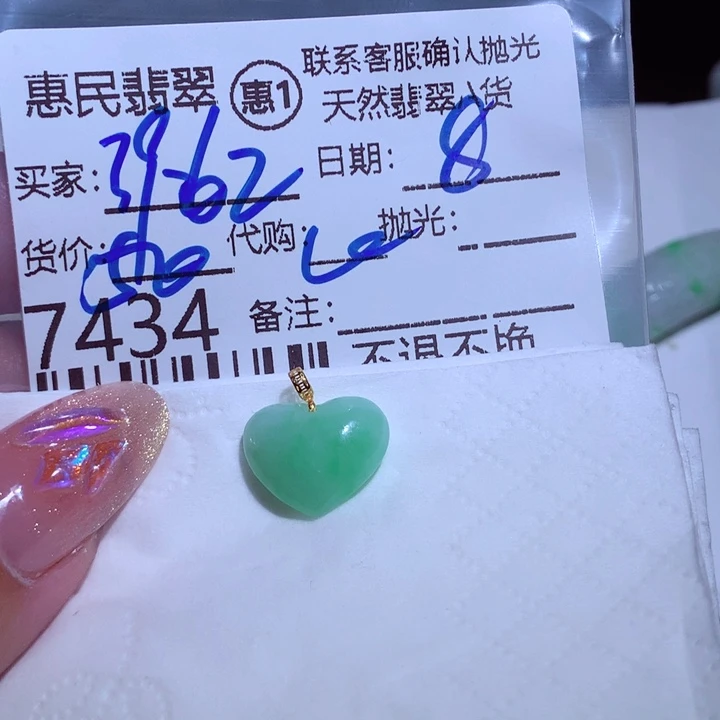 惠民翡翠 惠1 联系客服确认抛光
天然翡翠A货
买家: 3962 日期: 8
货价: 代购: 抛光:
7434 备注:
不退不换